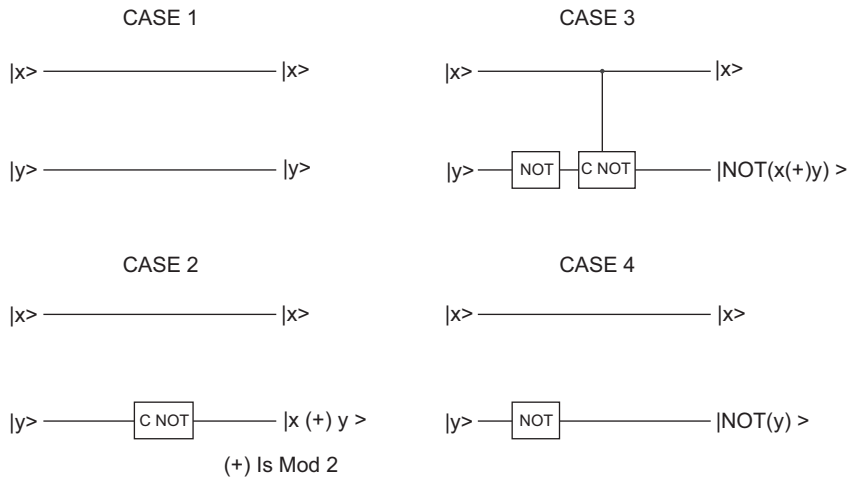 CASE 1
|x> |x>
|y> |y>
CASE 2
|x> |x>
|y> C NOT |x (+) y >
(+) Is Mod 2
CASE 3
|x> |x>
|y> NOT C NOT |NOT(x(+)y) >
CASE 4
|x> |x>
|y> NOT |NOT(y) >